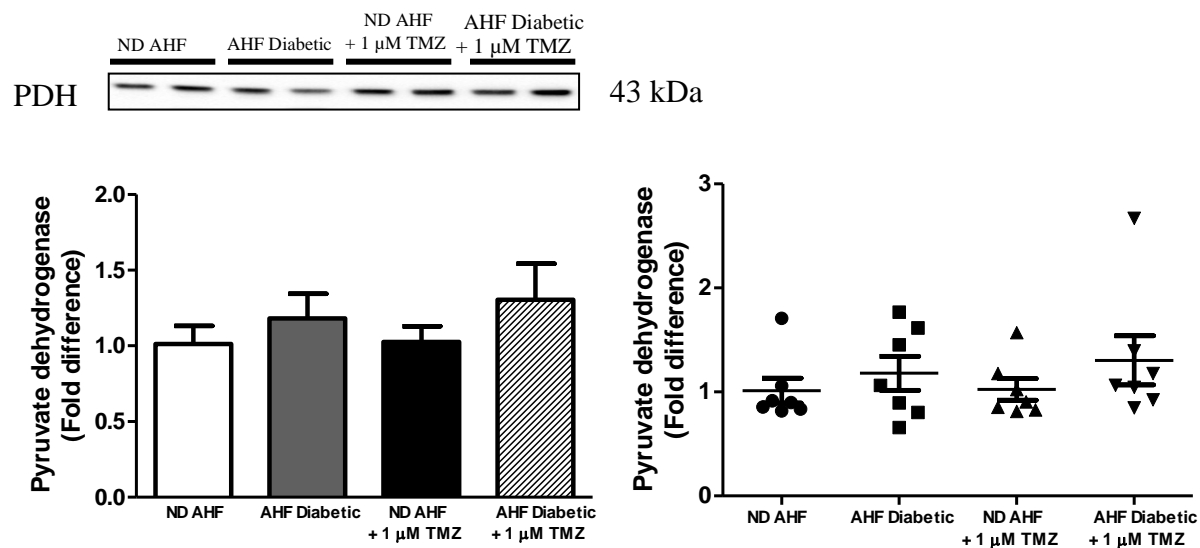 ND AHF
AHF Diabetic
ND AHF
+ 1 µM TMZ
AHF Diabetic
+ 1 µM TMZ
PDH
43 kDa
Pyruvate dehydrogenase
(Fold difference)
2.0
1.5
1.0
0.5
0.0
ND AHF
AHF Diabetic
ND AHF
+ 1 µM TMZ
AHF Diabetic
+ 1 µM TMZ
Pyruvate dehydrogenase
(Fold difference)
3
2
1
0
ND AHF
AHF Diabetic
ND AHF
+ 1 µM TMZ
AHF Diabetic
+ 1 µM TMZ